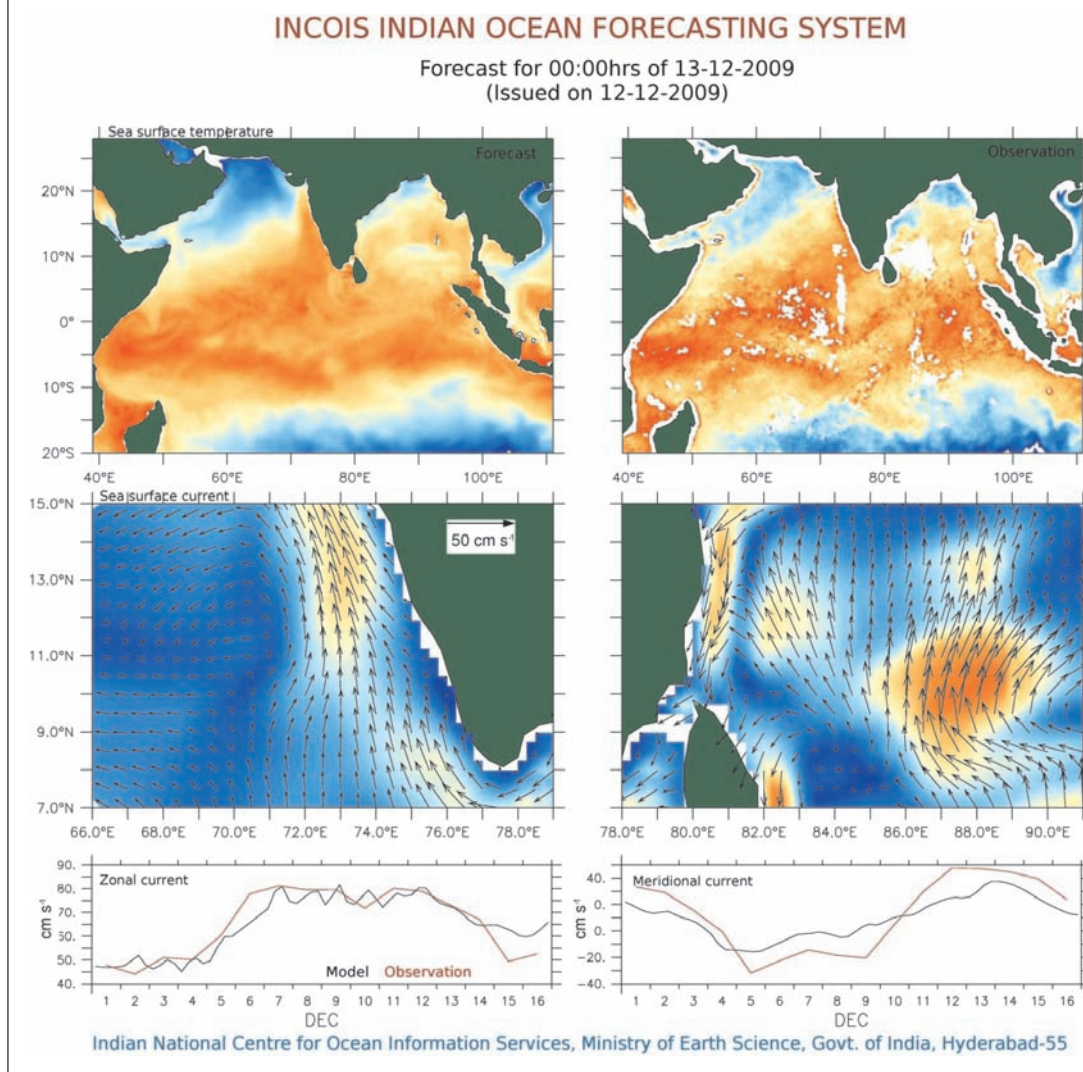 INCOIS INDIAN OCEAN FORECASTING SYSTEM
Forecast for 00:00hrs of 13-12-2009
(Issued on 12-12-2009)
Sea surface temperature
Forecast
Observation
20°N
10°N
0°
10°S
20°S
40°E 60°E 80°E 100°E
40°E 60°E 80°E 100°E
Sea surface current
50 cm s-1
15.0°N
13.0°N
11.0°N
9.0°N
7.0°N
66.0°E 68.0°E 70.0°E 72.0°E 74.0°E 76.0°E 78.0°E
78.0°E 80.0°E 82.0°E 84.0°E 86.0°E 88.0°E 90.0°E
Zonal current
cm s-1
90.
80.
70.
50.
50.
40.
Model Observation
1 2 3 4 5 6 7 8 9 10 11 12 13 14 15 16
DEC
Meridional current
cm s-1
40.
0.
0.
−20.
−40.
1 2 3 4 5 6 7 8 9 10 11 12 13 14 15 16
DEC
Indian National Centre for Ocean Information Services, Ministry of Earth Science, Govt. of India, Hyderabad-55